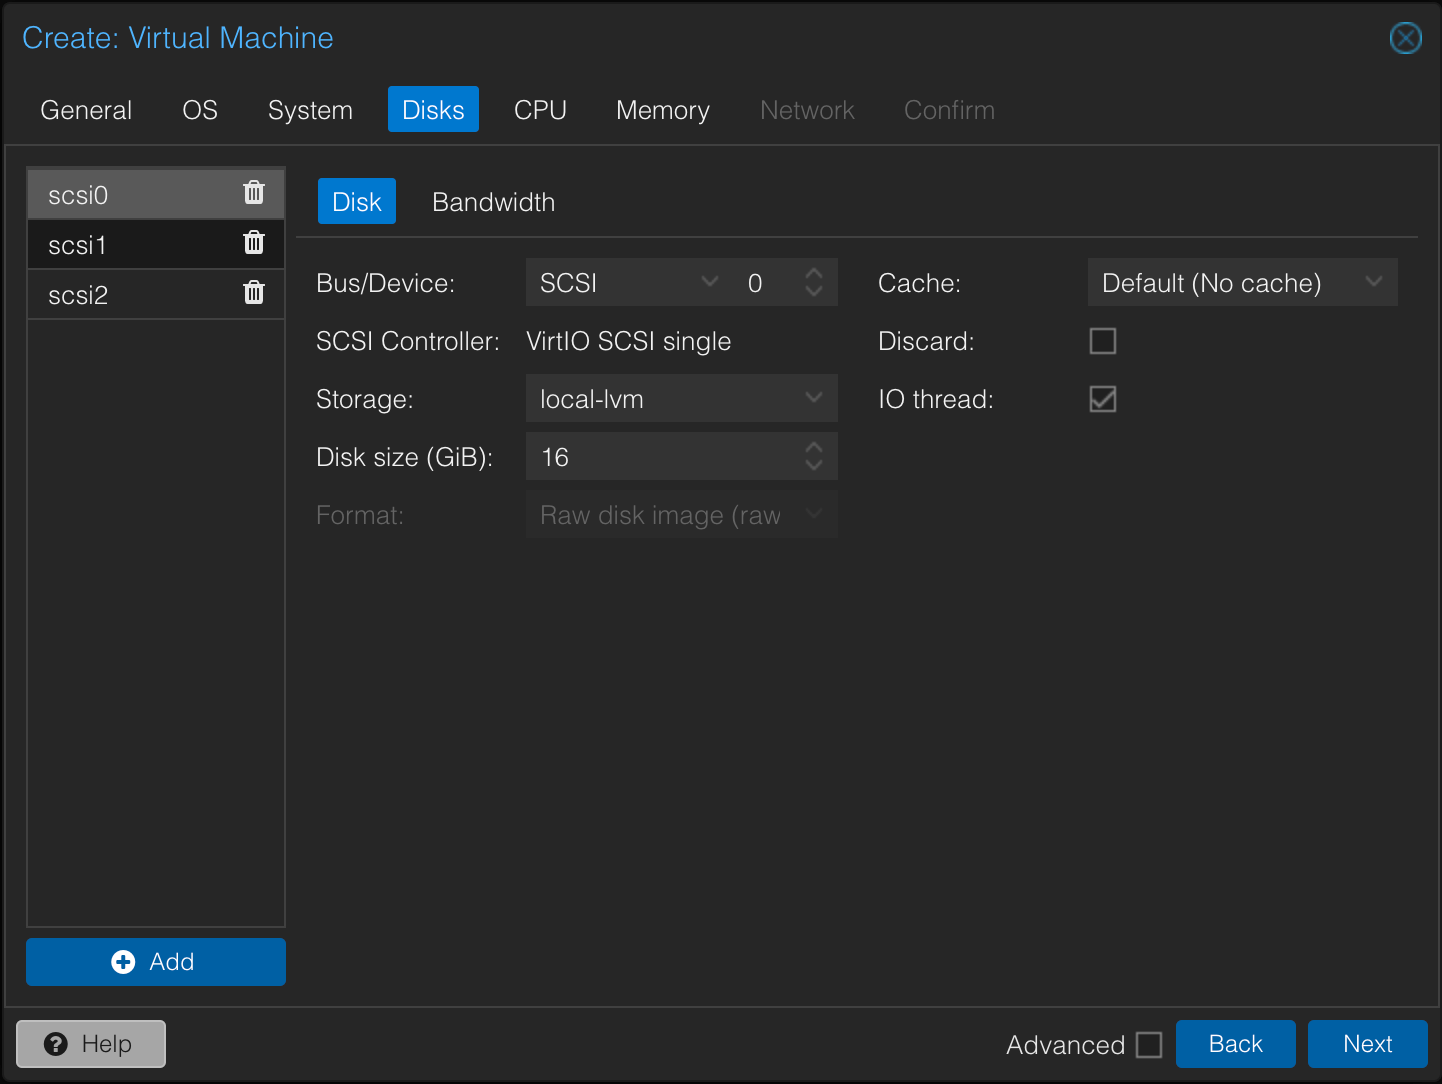 Create: Virtual Machine
General OS System Disks CPU Memory Network Confirm
scsi0
scsi1
scsi2
Add
Disk Bandwidth
Bus/Device: SCSI 0
SCSI Controller: VirtIO SCSI single
Storage: local-lvm
Disk size (GiB): 16
Format: Raw disk image (raw
Cache: Default (No cache)
Discard:
IO thread:
Help Advanced Back Next